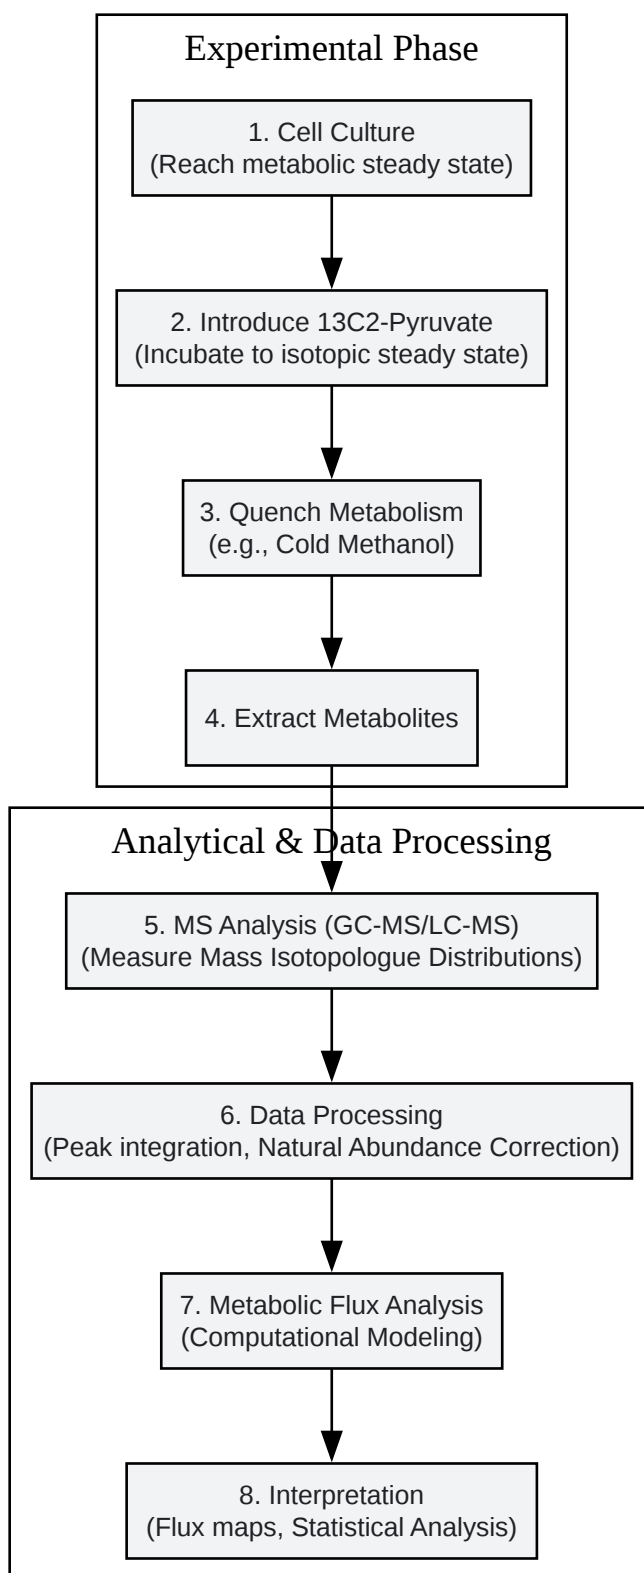 Experimental Phase
1. Cell Culture
(Reach metabolic steady state)
2. Introduce 13C2-Pyruvate
(Incubate to isotopic steady state)
3. Quench Metabolism
(e.g., Cold Methanol)
4. Extract Metabolites
Analytical & Data Processing
5. MS Analysis (GC-MS/LC-MS)
(Measure Mass Isotopologue Distributions)
6. Data Processing
(Peak integration, Natural Abundance Correction)
7. Metabolic Flux Analysis
(Computational Modeling)
8. Interpretation
(Flux maps, Statistical Analysis)